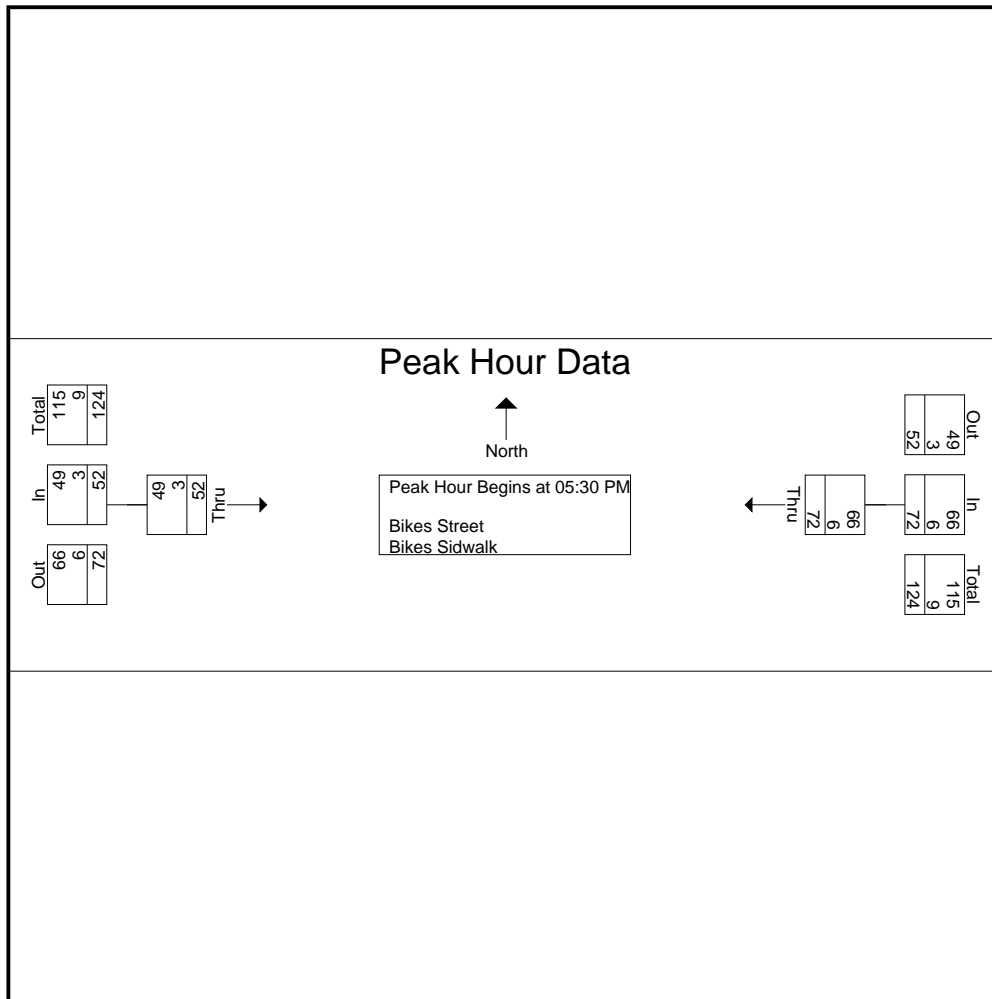 Peak Hour Data
North
Peak Hour Begins at 05:30 PM
Bikes Street
Bikes Sidwalk
Total
115
9
124
In
49
3
52
Out
66
6
72
49
3
52
Thru
Thru
66
6
72
Out
49
3
52
In
66
6
72
Total
115
9
124